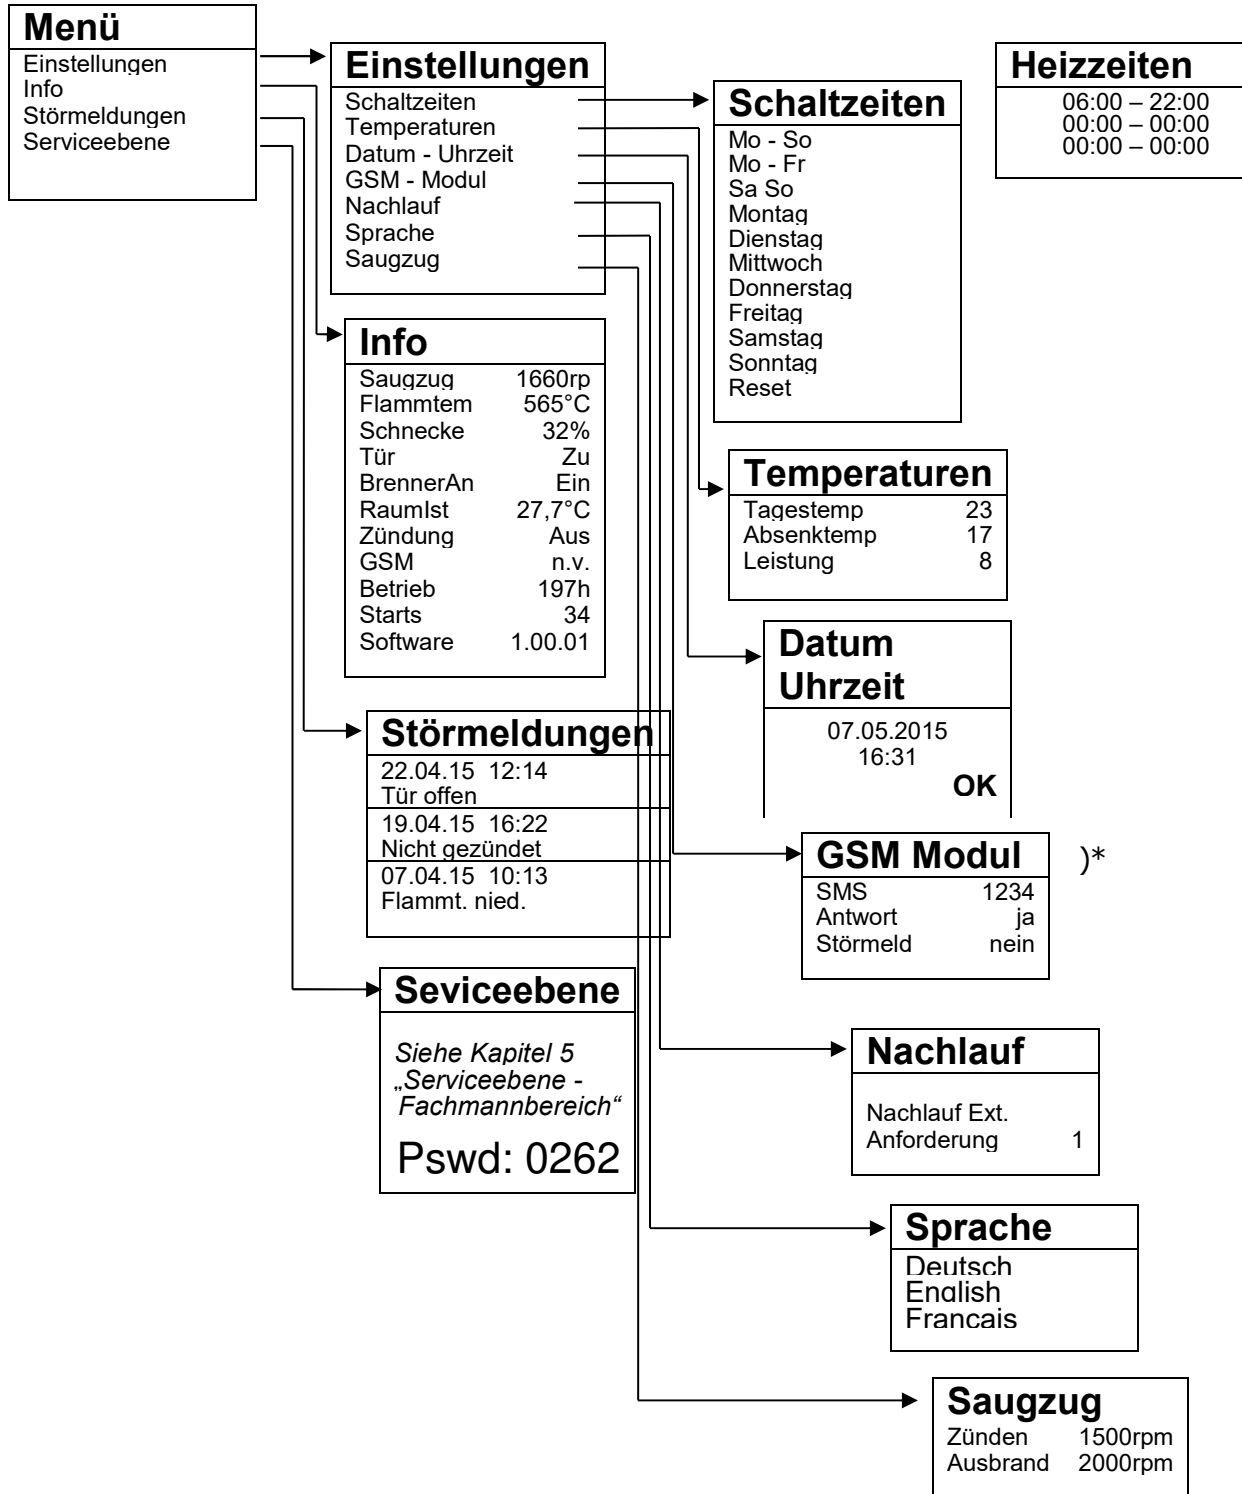 Menü
Einstellungen
Info
Störmeldungen
Serviceebene
Einstellungen
Schaltzeiten
Temperaturen
Datum - Uhrzeit
GSM - Modul
Nachlauf
Sprache
Saugzug
Schaltzeiten
Mo - So
Mo - Fr
Sa So
Montag
Dienstag
Mittwoch
Donnerstag
Freitag
Samstag
Sonntag
Reset
Heizzeiten
06:00 – 22:00
00:00 – 00:00
00:00 – 00:00
Info
Saugzug 1660rp
Flammtem 565°C
Schnecke 32%
Tür Zu
BrennerAn Ein
RaumIst 27,7°C
Zündung Aus
GSM n.v.
Betrieb 197h
Starts 34
Software 1.00.01
Temperaturen
Tagestemp 23
Absenktemp 17
Leistung 8
Datum
Uhrzeit
07.05.2015
16:31
OK
Störmeldungen
22.04.15 12:14
Tür offen
19.04.15 16:22
Nicht gezündet
07.04.15 10:13
Flammt. nied.
GSM Modul )*
SMS 1234
Antwort ja
Störmeld nein
Seviceebene
Siehe Kapitel 5
„Serviceebene -
Fachmannbereich“
Pswd: 0262
Nachlauf
Nachlauf Ext.
Anforderung 1
Sprache
Deutsch
English
Francais
Saugzug
Zünden 1500rpm
Ausbrand 2000rpm